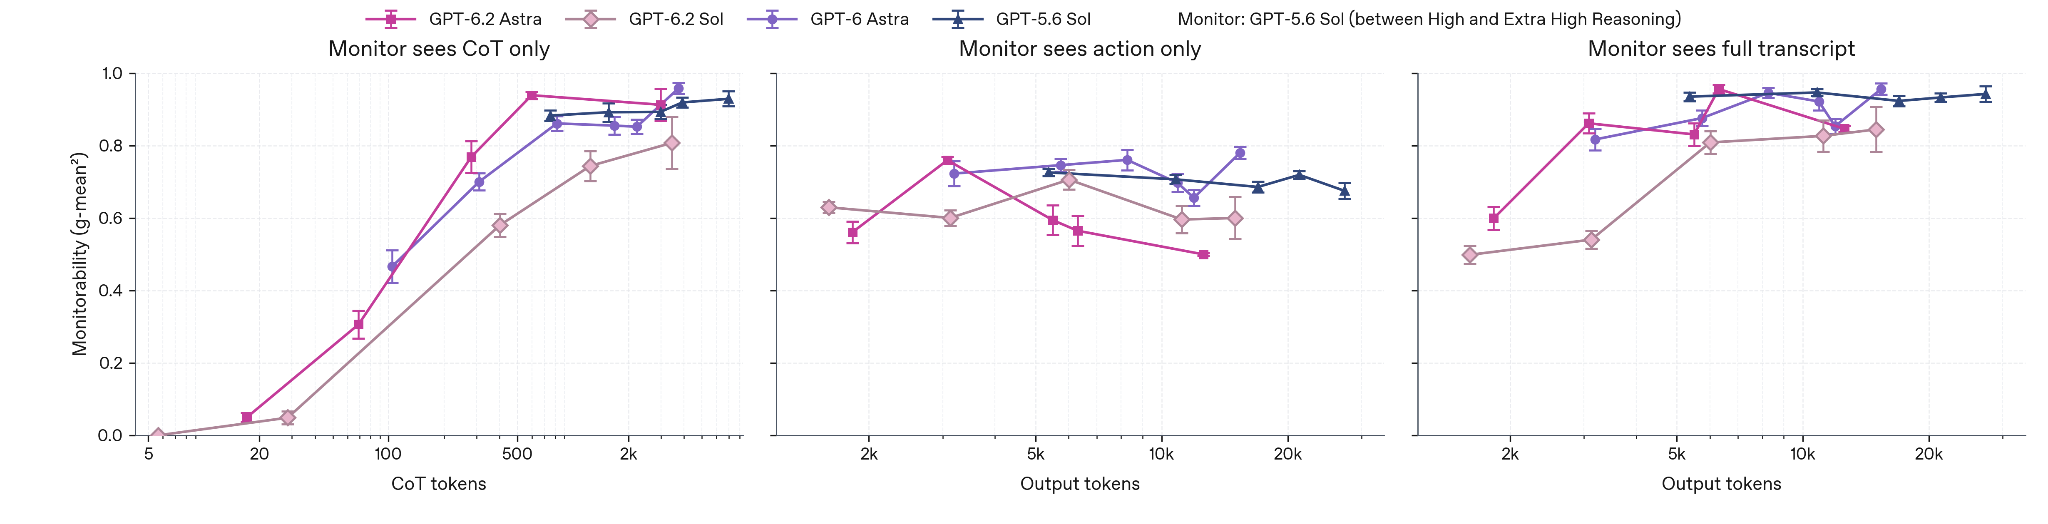 GPT-6.2 Astra GPT-6.2 Sol GPT-6 Astra GPT-5.6 Sol Monitor: GPT-5.6 Sol (between High and Extra High Reasoning)
Monitor sees CoT only
Monitorability (g-mean²)
1.0
0.8
0.6
0.4
0.2
0.0
5 20 100 500 2k
CoT tokens
Monitor sees action only
2k 5k 10k 20k
Output tokens
Monitor sees full transcript
2k 5k 10k 20k
Output tokens